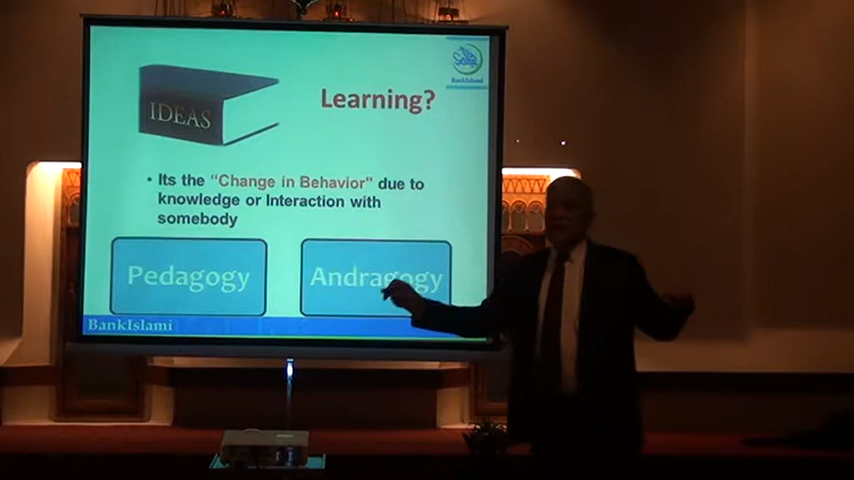 IDEAS
Learning?
BankIslami
• Its the "Change in Behavior" due to
knowledge or Interaction with
somebody
Pedagogy
Andragogy
BankIslami